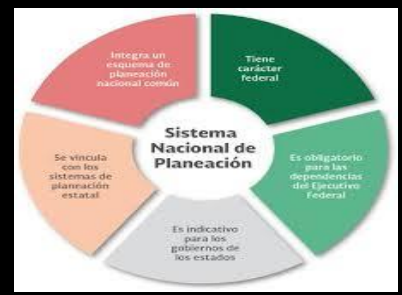 Sistema
Nacional de
Planeación
Tiene
carácter
federal
Es obligatorio
para las
dependencias
del Ejecutivo
Federal
Es indicativo
para los
gobiernos de
los estados
Se vincula
con los
sistemas de
planeación
estatal
Integra un
esquema de
planeación
nacional común